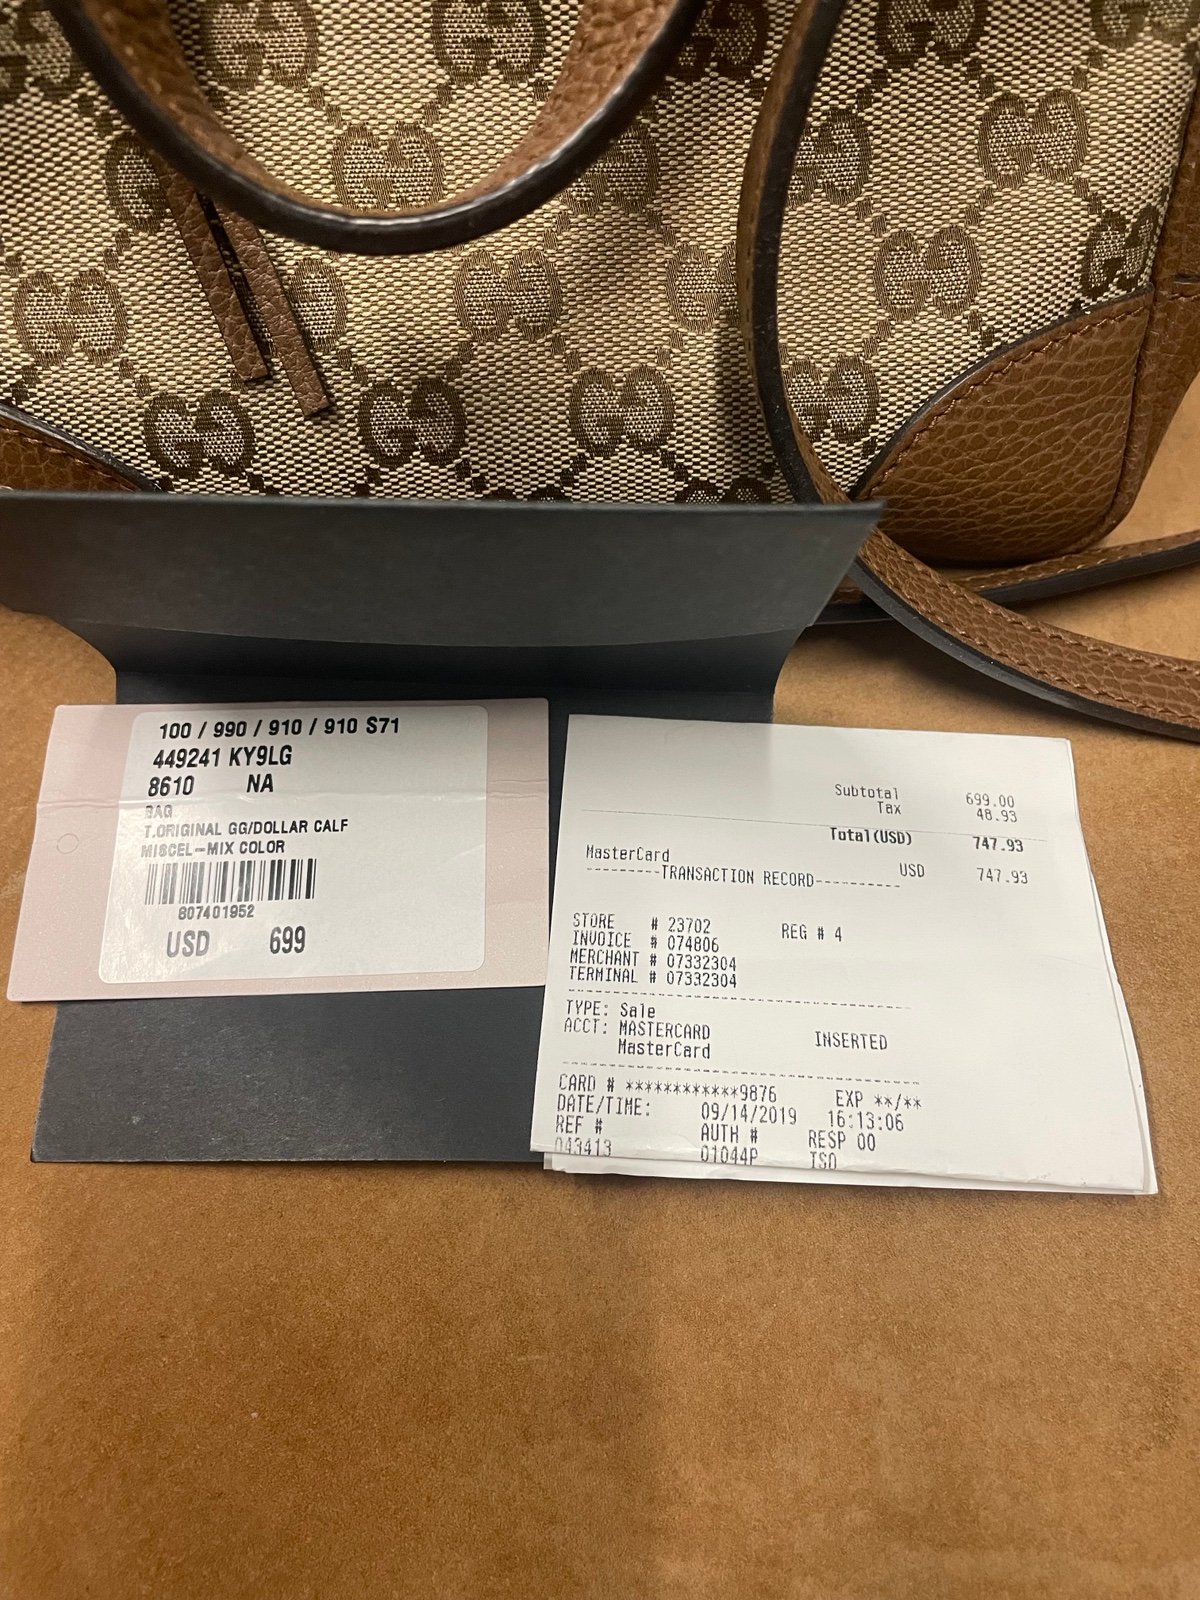 100 / 990 / 910 / 910 S71
449241 KY9LG
8610 NA
BAG
T.ORIGINAL GG/DOLLAR CALF
MISCEL-MIX COLOR
807401952
USD 699
Subtotal 699.00
Tax 48.93
Total(USD) 747.93
MasterCard USD 747.93
---------TRANSACTION RECORD----------
STORE # 23702 REG # 4
INVOICE # 074806
MERCHANT # 07332304
TERMINAL # 07332304
TYPE: Sale
ACCT: MASTERCARD INSERTED
MasterCard
CARD # ************9876 EXP **/**
DATE/TIME: 09/14/2019 16:13:06
REF # AUTH # RESP 00
043413 01044P ISO